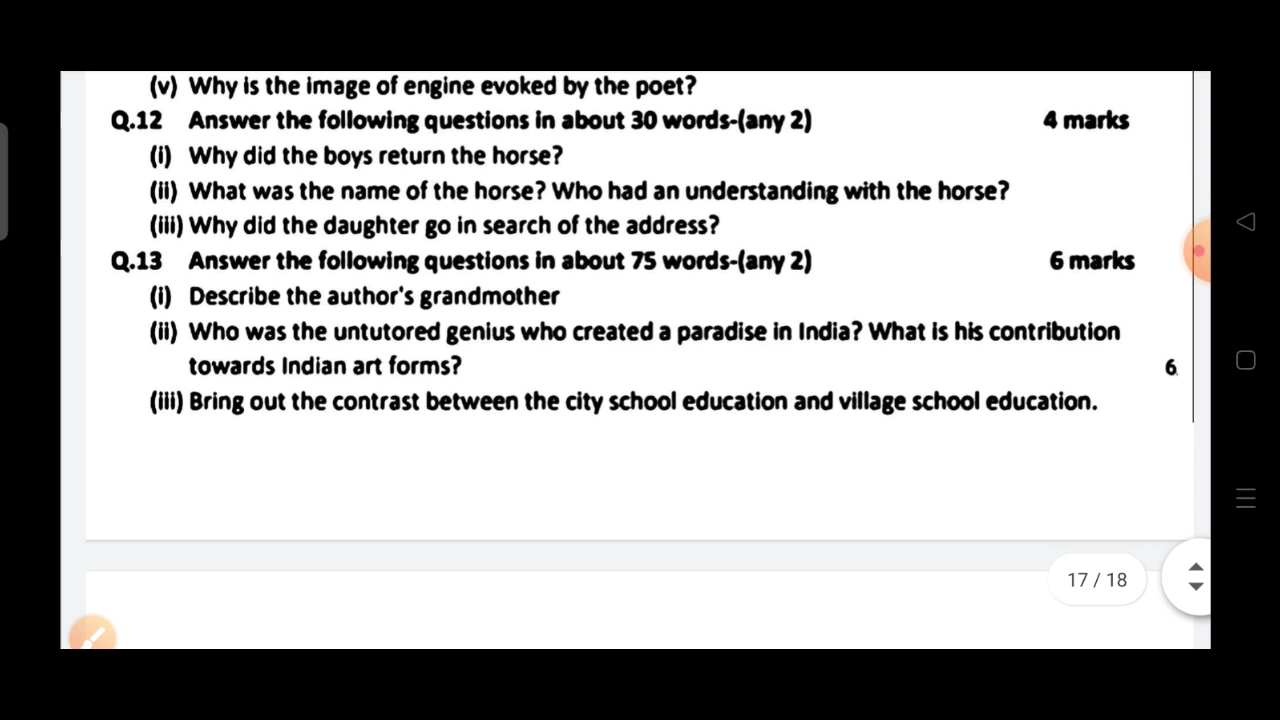 (v) Why is the image of engine evoked by the poet?
Q.12 Answer the following questions in about 30 words-(any 2) 4 marks
(i) Why did the boys return the horse?
(ii) What was the name of the horse? Who had an understanding with the horse?
(iii) Why did the daughter go in search of the address?
Q.13 Answer the following questions in about 75 words-(any 2) 6 marks
(i) Describe the author's grandmother
(ii) Who was the untutored genius who created a paradise in India? What is his contribution
towards Indian art forms? 6
(iii) Bring out the contrast between the city school education and village school education.
17 / 18